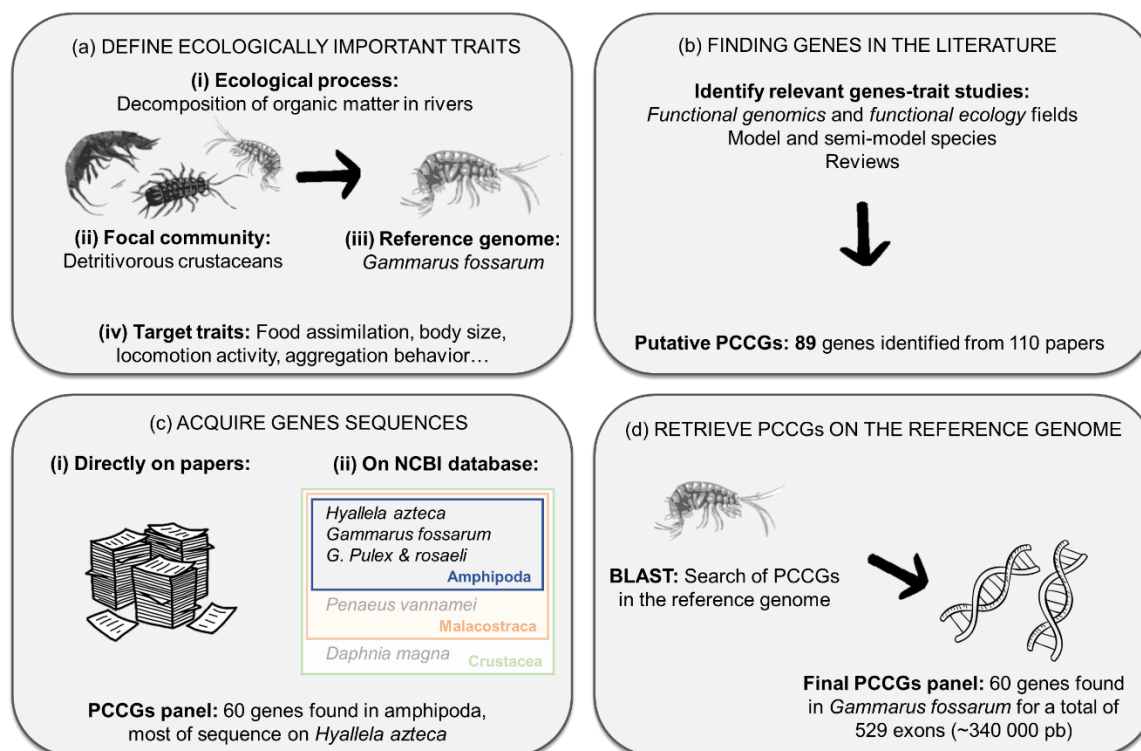 (a) DEFINE ECOLOGICALLY IMPORTANT TRAITS
(i) Ecological process:
Decomposition of organic matter in rivers
(ii) Focal community:
Detritivorous crustaceans
(iii) Reference genome:
Gammarus fossarum
(iv) Target traits: Food assimilation, body size,
locomotion activity, aggregation behavior…
(b) FINDING GENES IN THE LITERATURE
Identify relevant genes-trait studies:
Functional genomics and functional ecology fields
Model and semi-model species
Reviews
Putative PCCGs: 89 genes identified from 110 papers
(c) ACQUIRE GENES SEQUENCES
(i) Directly on papers:
(ii) On NCBI database:
Hyallela azteca
Gammarus fossarum
G. Pulex & rosaeli
Amphipoda
Penaeus vannamei
Malacostraca
Daphnia magna
Crustacea
PCCGs panel: 60 genes found in amphipoda,
most of sequence on Hyallela azteca
(d) RETRIEVE PCCGs ON THE REFERENCE GENOME
BLAST: Search of PCCGs
in the reference genome
Final PCCGs panel: 60 genes found
in Gammarus fossarum for a total of
529 exons (~340 000 pb)